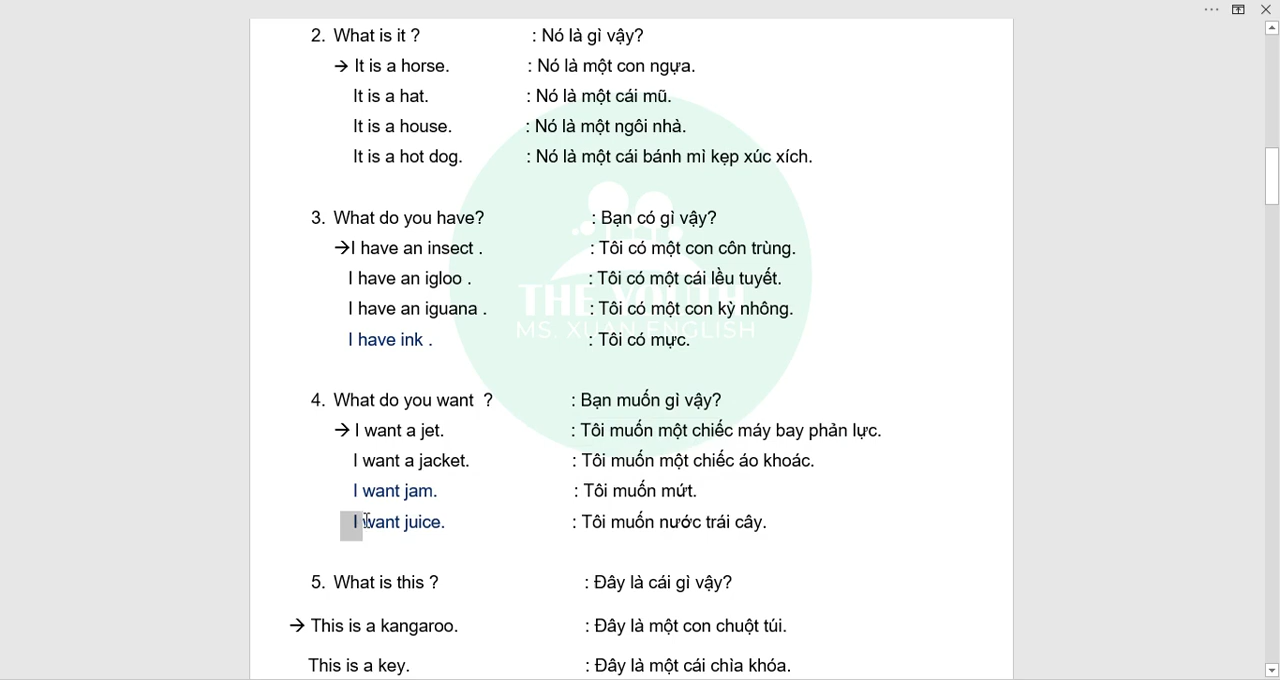 2. What is it ? : Nó là gì vậy?
→ It is a horse. : Nó là một con ngựa.
It is a hat. : Nó là một cái mũ.
It is a house. : Nó là một ngôi nhà.
It is a hot dog. : Nó là một cái bánh mì kẹp xúc xích.
3. What do you have? : Bạn có gì vậy?
→I have an insect . : Tôi có một con côn trùng.
I have an igloo . : Tôi có một cái lều tuyết.
THE YOUTH
I have an iguana . : Tôi có một con kỳ nhông.
MS. XUAN ENGLISH
I have ink . : Tôi có mực.
4. What do you want ? : Bạn muốn gì vậy?
→ I want a jet. : Tôi muốn một chiếc máy bay phản lực.
I want a jacket. : Tôi muốn một chiếc áo khoác.
I want jam. : Tôi muốn mứt.
I want juice. : Tôi muốn nước trái cây.
5. What is this ? : Đây là cái gì vậy?
→ This is a kangaroo. : Đây là một con chuột túi.
This is a key. : Đây là một cái chìa khóa.